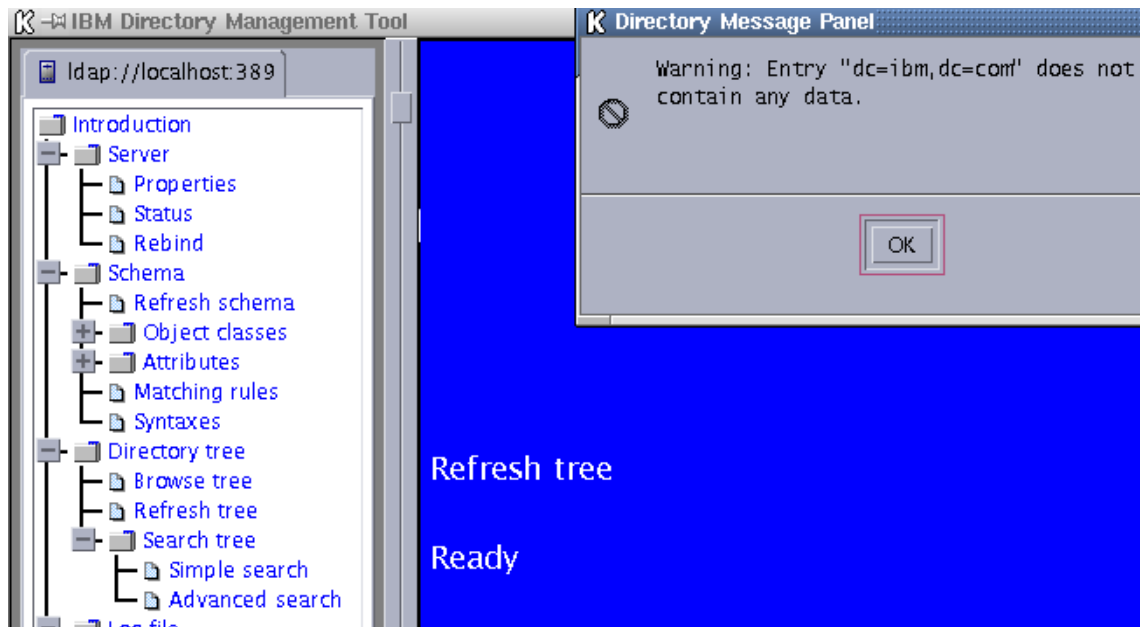 IBM Directory Management Tool
ldap://localhost:389
Introduction
Server
Properties
Status
Rebind
Schema
Refresh schema
Object classes
Attributes
Matching rules
Syntaxes
Directory tree
Browse tree
Refresh tree
Search tree
Simple search
Advanced search
Log file
Directory Message Panel
Warning: Entry "dc=ibm,dc=com" does not
contain any data.
OK
Refresh tree
Ready